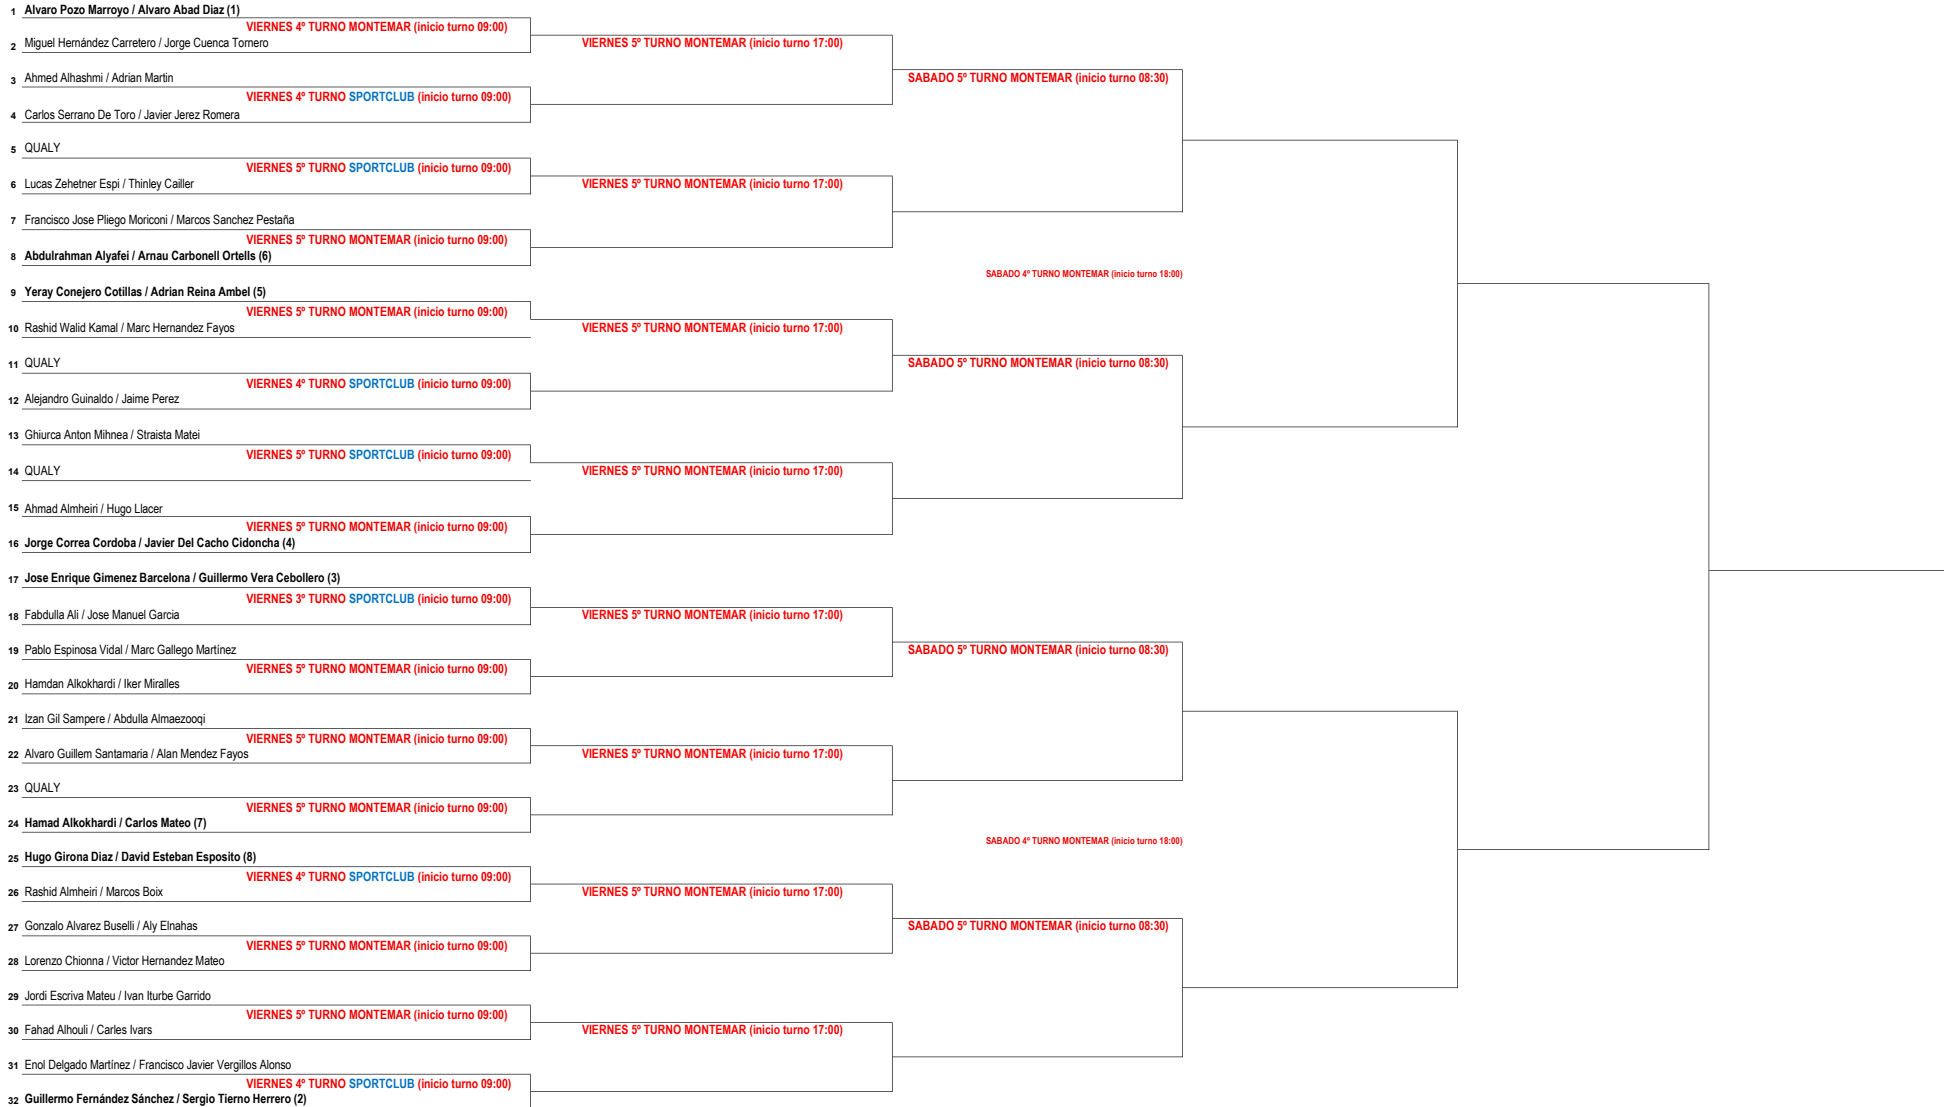 1 Alvaro Pozo Marroyo / Alvaro Abad Diaz (1)
VIERNES 4º TURNO MONTEMAR (inicio turno 09:00)
2 Miguel Hernández Carretero / Jorge Cuenca Tornero
VIERNES 5º TURNO MONTEMAR (inicio turno 17:00)
3 Ahmed Alhashmi / Adrian Martin
SABADO 5º TURNO MONTEMAR (inicio turno 08:30)
VIERNES 4º TURNO SPORTCLUB (inicio turno 09:00)
4 Carlos Serrano De Toro / Javier Jerez Romera
5 QUALY
VIERNES 5º TURNO SPORTCLUB (inicio turno 09:00)
6 Lucas Zehetner Espi / Thinley Cailler
VIERNES 5º TURNO MONTEMAR (inicio turno 17:00)
7 Francisco Jose Pliego Moriconi / Marcos Sanchez Pestaña
VIERNES 5º TURNO MONTEMAR (inicio turno 09:00)
8 Abdulrahman Alyafei / Arnau Carbonell Ortells (6)
SABADO 4º TURNO MONTEMAR (inicio turno 18:00)
9 Yeray Conejero Cotillas / Adrian Reina Ambel (5)
VIERNES 5º TURNO MONTEMAR (inicio turno 09:00)
10 Rashid Walid Kamal / Marc Hernandez Fayos
VIERNES 5º TURNO MONTEMAR (inicio turno 17:00)
11 QUALY
SABADO 5º TURNO MONTEMAR (inicio turno 08:30)
VIERNES 4º TURNO SPORTCLUB (inicio turno 09:00)
12 Alejandro Guinaldo / Jaime Perez
13 Ghiurca Anton Mihnea / Straista Matei
VIERNES 5º TURNO SPORTCLUB (inicio turno 09:00)
14 QUALY
VIERNES 5º TURNO MONTEMAR (inicio turno 17:00)
15 Ahmad Almheiri / Hugo Llacer
VIERNES 5º TURNO MONTEMAR (inicio turno 09:00)
16 Jorge Correa Cordoba / Javier Del Cacho Cidoncha (4)
17 Jose Enrique Gimenez Barcelona / Guillermo Vera Cebollero (3)
VIERNES 3º TURNO SPORTCLUB (inicio turno 09:00)
18 Fabdulla Ali / Jose Manuel Garcia
VIERNES 5º TURNO MONTEMAR (inicio turno 17:00)
19 Pablo Espinosa Vidal / Marc Gallego Martínez
SABADO 5º TURNO MONTEMAR (inicio turno 08:30)
VIERNES 5º TURNO MONTEMAR (inicio turno 09:00)
20 Hamdan Alkokhardi / Iker Miralles
21 Izan Gil Sampere / Abdulla Almaezooqi
VIERNES 5º TURNO MONTEMAR (inicio turno 09:00)
22 Alvaro Guillem Santamaria / Alan Mendez Fayos
VIERNES 5º TURNO MONTEMAR (inicio turno 17:00)
23 QUALY
VIERNES 5º TURNO MONTEMAR (inicio turno 09:00)
24 Hamad Alkokhardi / Carlos Mateo (7)
SABADO 4º TURNO MONTEMAR (inicio turno 18:00)
25 Hugo Girona Diaz / David Esteban Esposito (8)
VIERNES 4º TURNO SPORTCLUB (inicio turno 09:00)
26 Rashid Almheiri / Marcos Boix
VIERNES 5º TURNO MONTEMAR (inicio turno 17:00)
27 Gonzalo Alvarez Buselli / Aly Elnahas
SABADO 5º TURNO MONTEMAR (inicio turno 08:30)
VIERNES 5º TURNO MONTEMAR (inicio turno 09:00)
28 Lorenzo Chionna / Victor Hernandez Mateo
29 Jordi Escriva Mateu / Ivan Iturbe Garrido
VIERNES 5º TURNO MONTEMAR (inicio turno 09:00)
30 Fahad Alhouli / Carles Ivars
VIERNES 5º TURNO MONTEMAR (inicio turno 17:00)
31 Enol Delgado Martínez / Francisco Javier Vergillos Alonso
VIERNES 4º TURNO SPORTCLUB (inicio turno 09:00)
32 Guillermo Fernández Sánchez / Sergio Tierno Herrero (2)